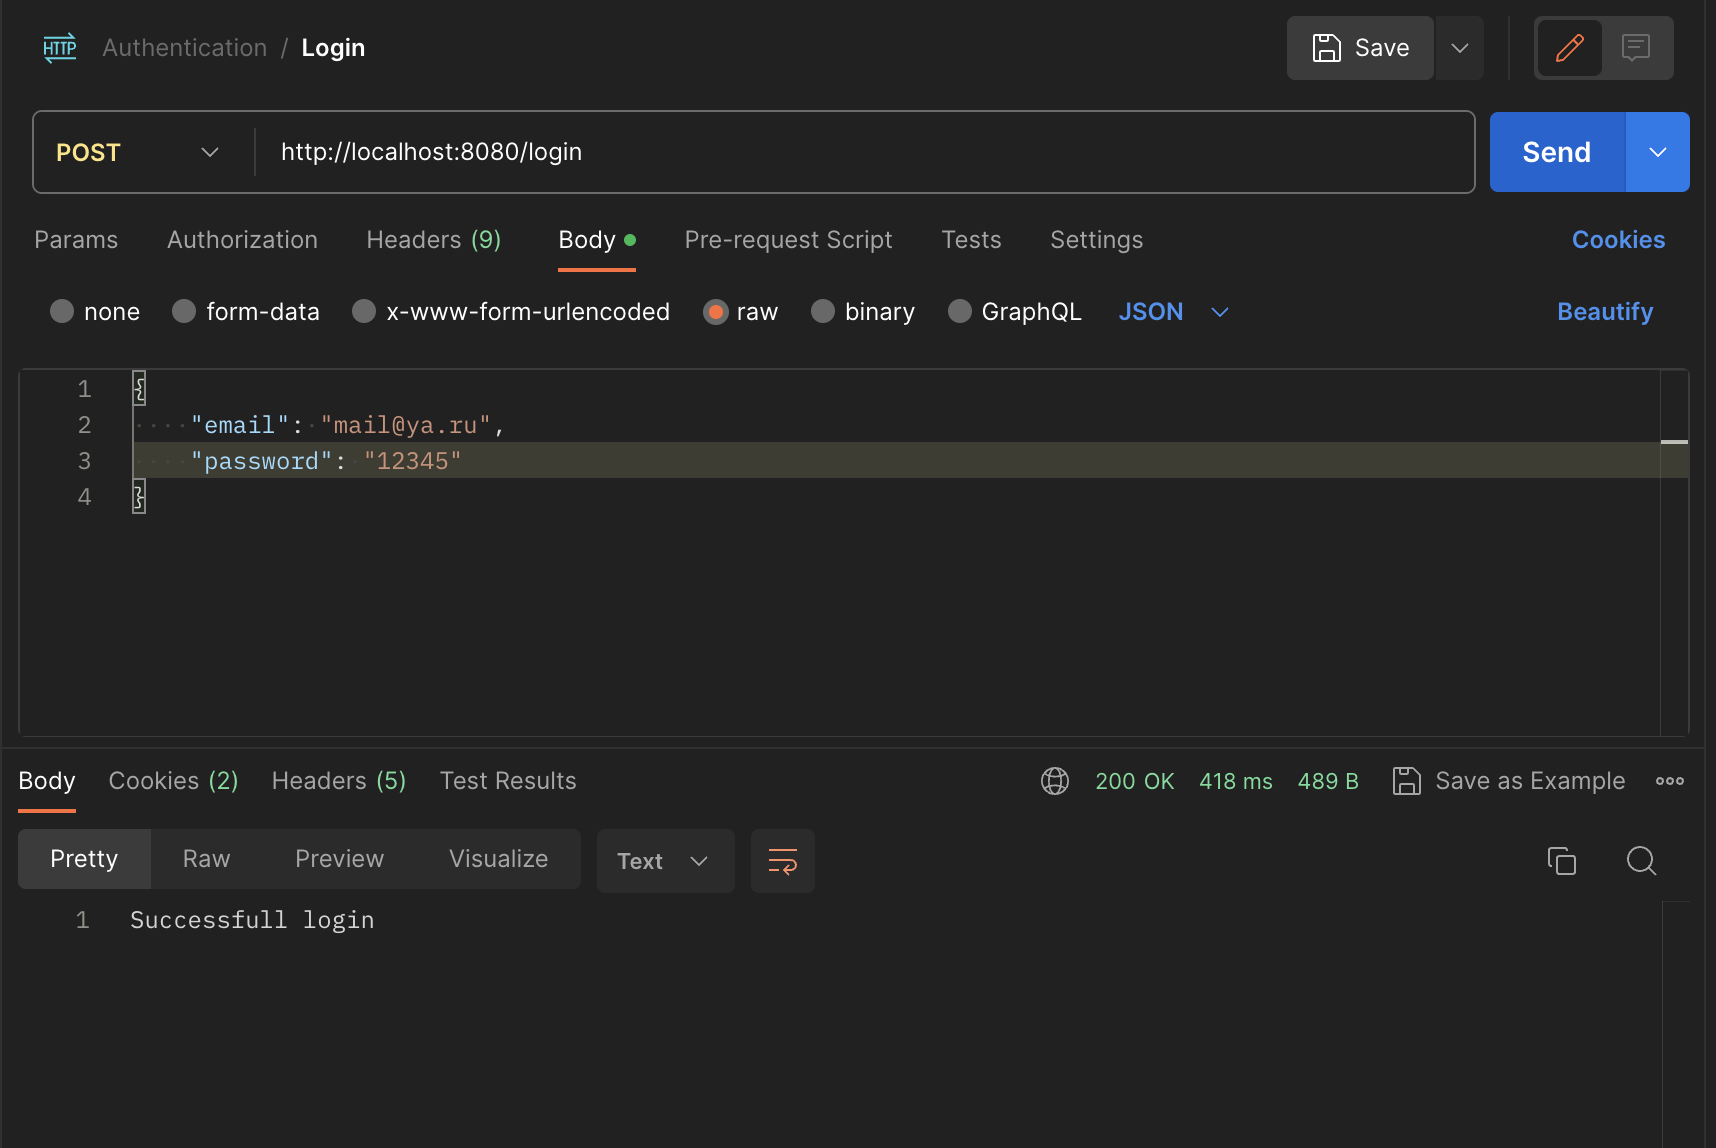 HTTP Authentication / Login Save
POST http://localhost:8080/login Send
Params Authorization Headers (9) Body Pre-request Script Tests Settings Cookies
none form-data x-www-form-urlencoded raw binary GraphQL JSON Beautify
1 {
2 "email": "mail@ya.ru",
3 "password": "12345"
4 }
Body Cookies (2) Headers (5) Test Results 200 OK 418 ms 489 B Save as Example
Pretty Raw Preview Visualize Text
1 Successfull login